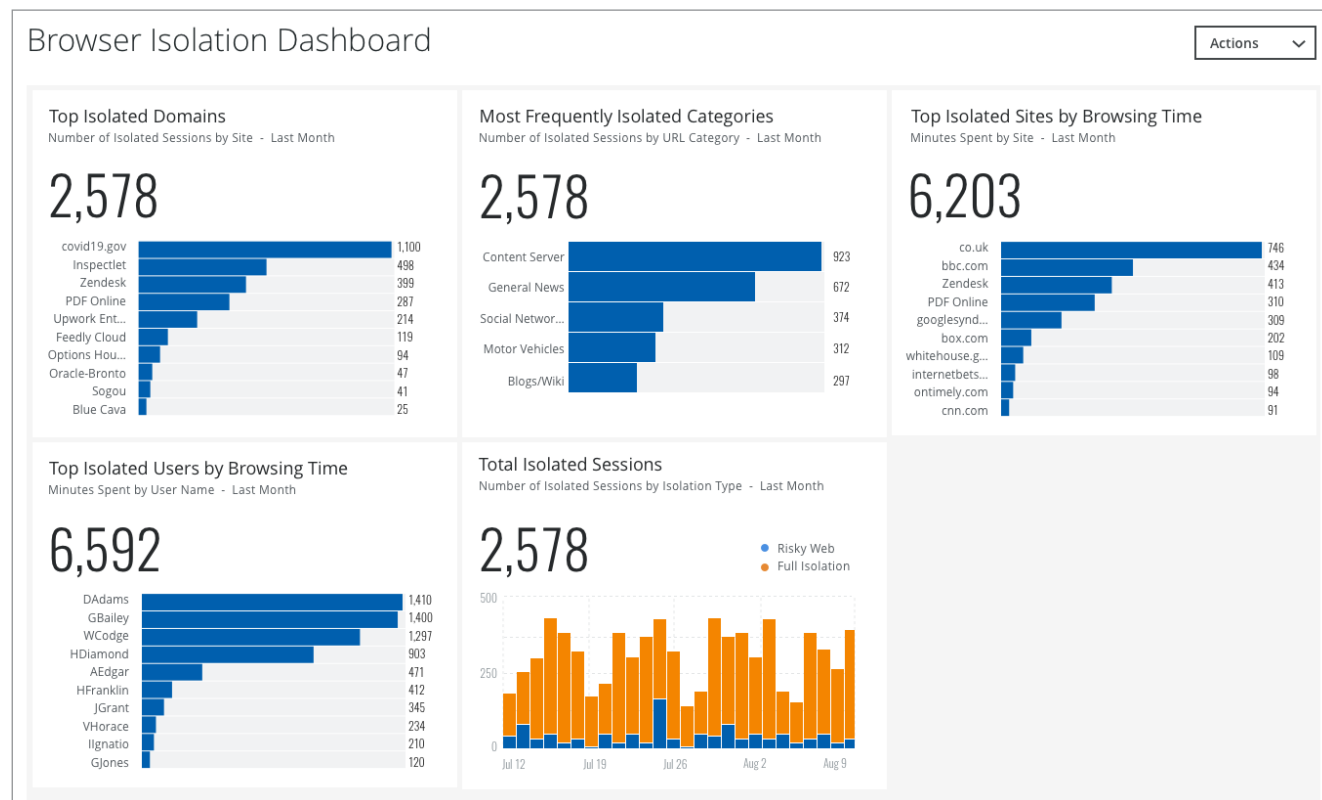 Browser Isolation Dashboard
Actions
Top Isolated Domains
Number of Isolated Sessions by Site - Last Month
2,578
covid19.gov 1,100
Inspectlet 498
Zendesk 399
PDF Online 287
Upwork Ent... 214
Feedly Cloud 119
Options Hou... 94
Oracle-Bronto 47
Sogou 41
Blue Cava 25
Most Frequently Isolated Categories
Number of Isolated Sessions by URL Category - Last Month
2,578
Content Server 923
General News 672
Social Networ... 374
Motor Vehicles 312
Blogs/Wiki 297
Top Isolated Sites by Browsing Time
Minutes Spent by Site - Last Month
6,203
co.uk 746
bbc.com 434
Zendesk 413
PDF Online 310
googlesynd... 309
box.com 202
whitehouse.g... 109
internetbets... 98
ontimely.com 94
cnn.com 91
Top Isolated Users by Browsing Time
Minutes Spent by User Name - Last Month
6,592
DAdams 1,410
GBailey 1,400
WCodge 1,297
HDiamond 903
AEdgar 471
HFranklin 412
JGrant 345
VHorace 234
IIgnatio 210
GJones 120
Total Isolated Sessions
Number of Isolated Sessions by Isolation Type - Last Month
2,578
Risky Web
Full Isolation
500
250
0
Jul 12 Jul 19 Jul 26 Aug 2 Aug 9